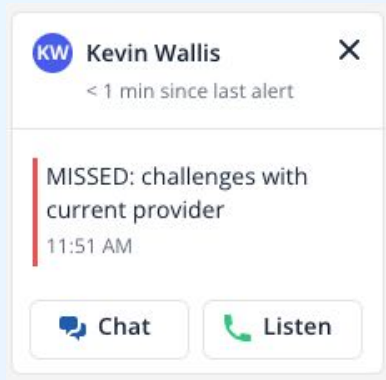 KW Kevin Wallis
< 1 min since last alert
MISSED: challenges with
current provider
11:51 AM
Chat Listen